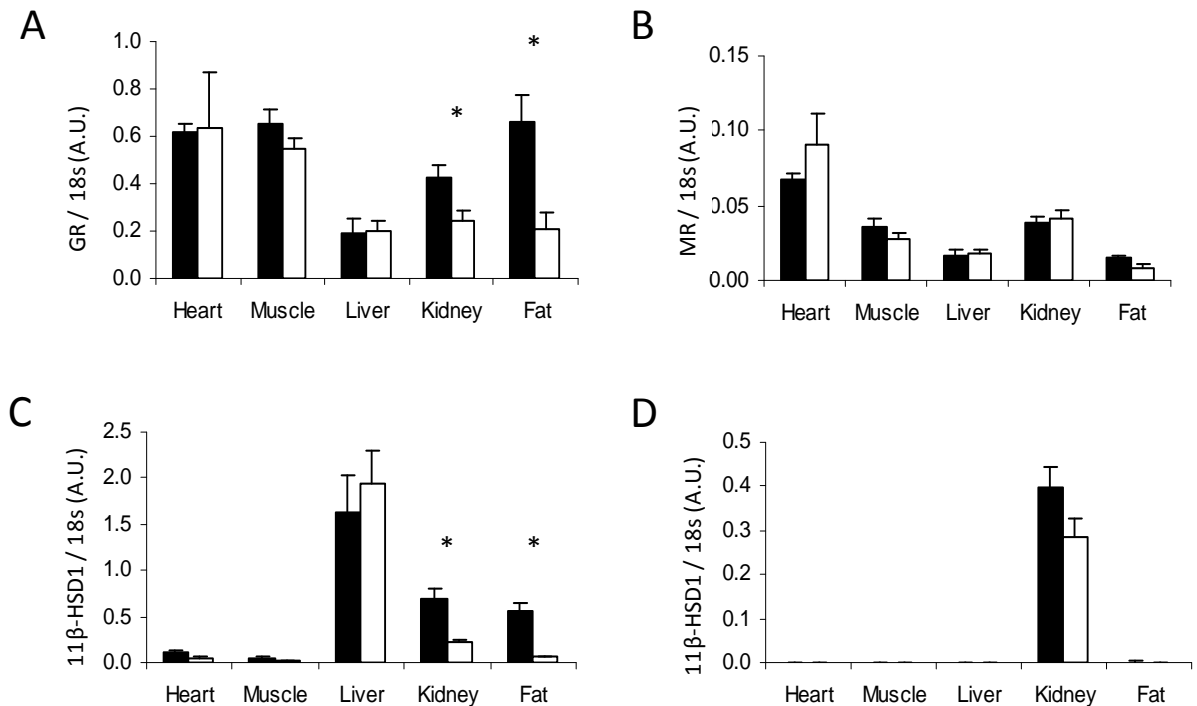 A
GR / 18s (A.U.)
1.0
0.8
0.6
0.4
0.2
0.0
*
*
Heart Muscle Liver Kidney Fat
B
MR / 18s (A.U.)
0.15
0.10
0.05
0.00
Heart Muscle Liver Kidney Fat
C
11β-HSD1 / 18s (A.U.)
2.5
2.0
1.5
1.0
0.5
0.0
*
*
Heart Muscle Liver Kidney Fat
D
11β-HSD1 / 18s (A.U.)
0.5
0.4
0.3
0.2
0.1
0.0
Heart Muscle Liver Kidney Fat